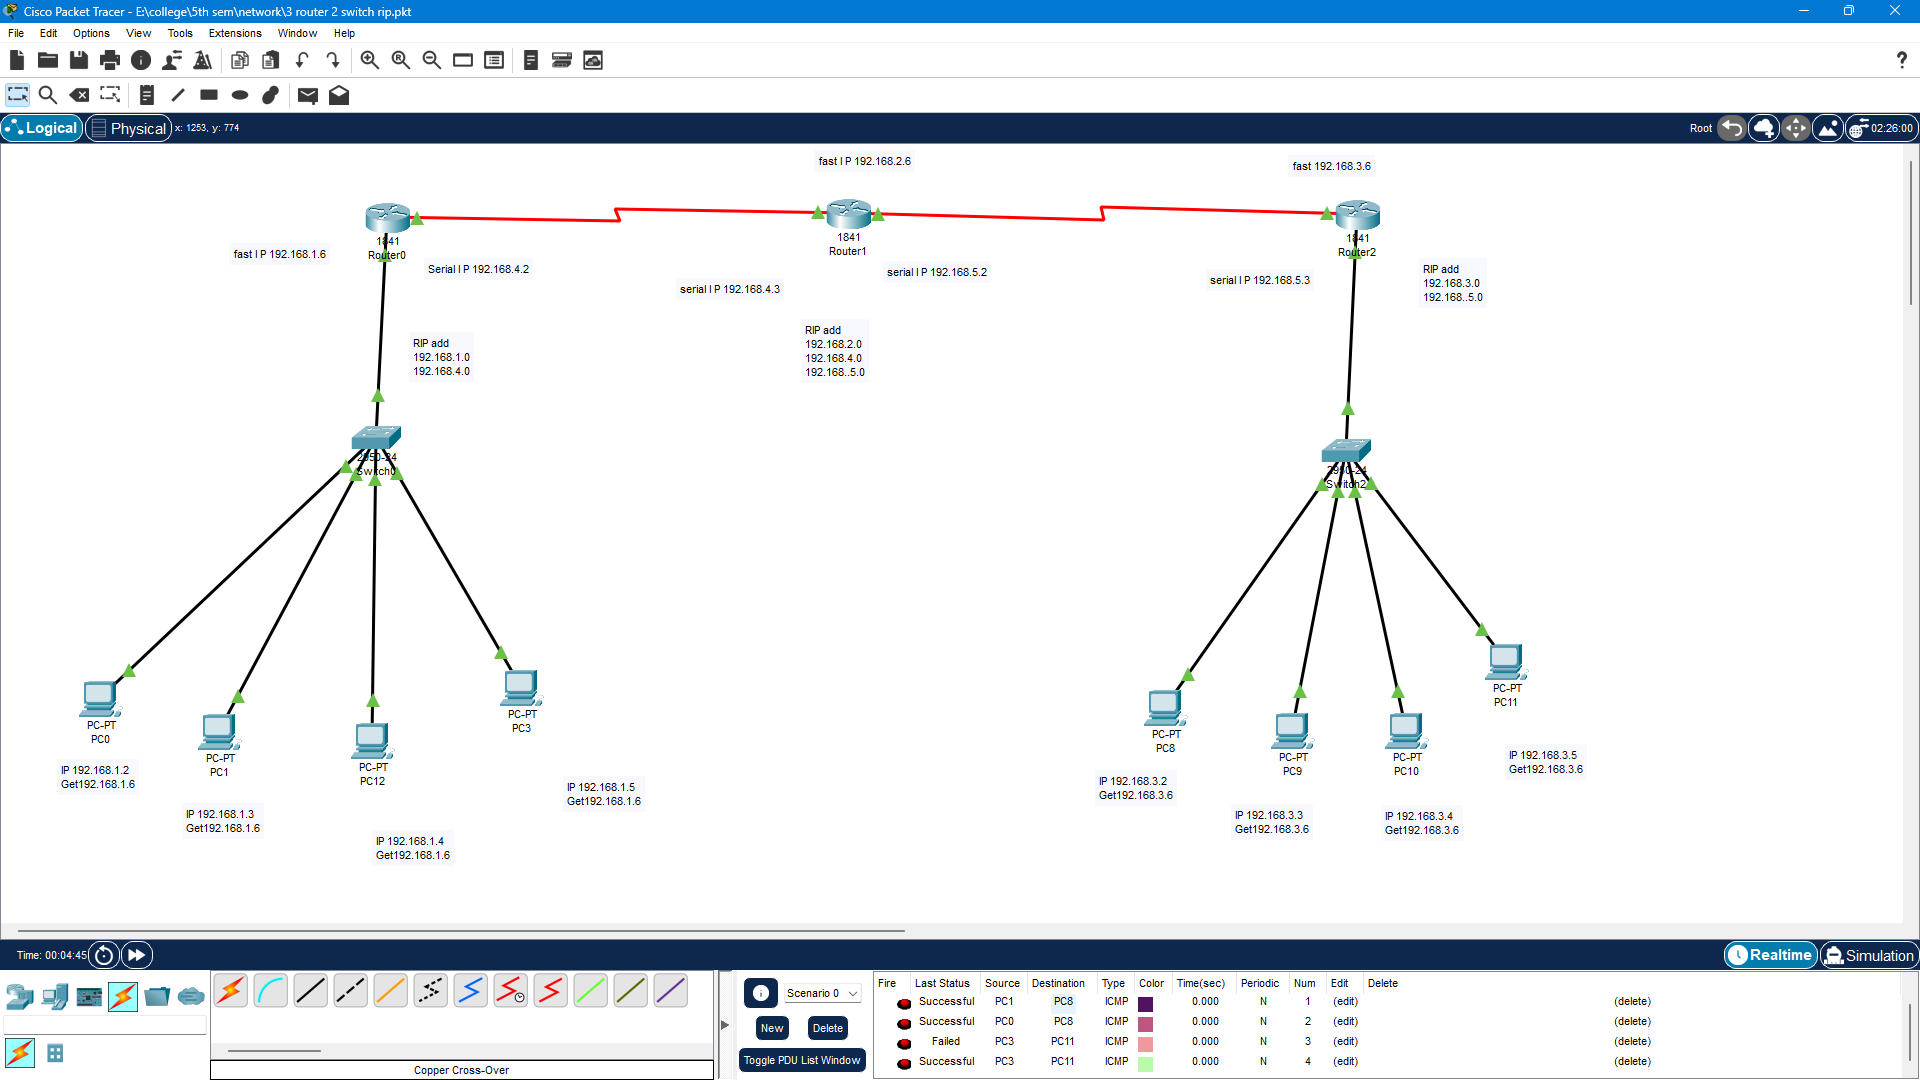 Cisco Packet Tracer - E:\college\5th sem\network\3 router 2 switch rip.pkt
File Edit Options View Tools Extensions Window Help
?
Logical Physical x: 1253, y: 774 Root 02:26:00
fast I P 192.168.2.6
fast 192.168.3.6
1841
Router0
1841
Router1
1841
Router2
fast I P 192.168.1.6
Serial I P 192.168.4.2
serial I P 192.168.4.3
serial I P 192.168.5.2
serial I P 192.168.5.3
RIP add
192.168.3.0
192.168..5.0
RIP add
192.168.1.0
192.168.4.0
RIP add
192.168.2.0
192.168.4.0
192.168..5.0
2950-24
Switch0
2950-24
Switch2
PC-PT
PC0
PC-PT
PC1
PC-PT
PC12
PC-PT
PC3
PC-PT
PC8
PC-PT
PC9
PC-PT
PC10
PC-PT
PC11
IP 192.168.1.2
Get192.168.1.6
IP 192.168.1.3
Get192.168.1.6
IP 192.168.1.4
Get192.168.1.6
IP 192.168.1.5
Get192.168.1.6
IP 192.168.3.2
Get192.168.3.6
IP 192.168.3.3
Get192.168.3.6
IP 192.168.3.4
Get192.168.3.6
IP 192.168.3.5
Get192.168.3.6
Time: 00:04:45 Realtime Simulation
Scenario 0
New Delete
Toggle PDU List Window
Copper Cross-Over
Fire Last Status Source Destination Type Color Time(sec) Periodic Num Edit Delete
Successful PC1 PC8 ICMP 0.000 N 1 (edit) (delete)
Successful PC0 PC8 ICMP 0.000 N 2 (edit) (delete)
Failed PC3 PC11 ICMP 0.000 N 3 (edit) (delete)
Successful PC3 PC11 ICMP 0.000 N 4 (edit) (delete)